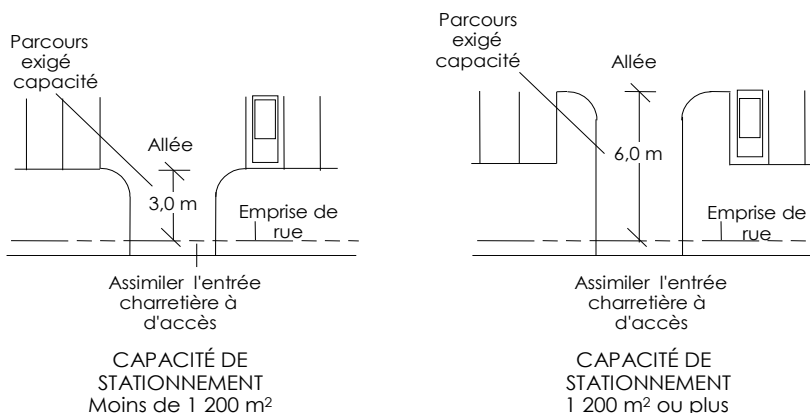 Parcours
exigé
capacité
Allée
3,0 m
Emprise de
rue
Assimiler l'entrée
charretière à
d'accès
CAPACITÉ DE
STATIONNEMENT
Moins de 1 200 m²
Parcours
exigé
capacité
Allée
6,0 m
Emprise de
rue
Assimiler l'entrée
charretière à
d'accès
CAPACITÉ DE
STATIONNEMENT
1 200 m² ou plus